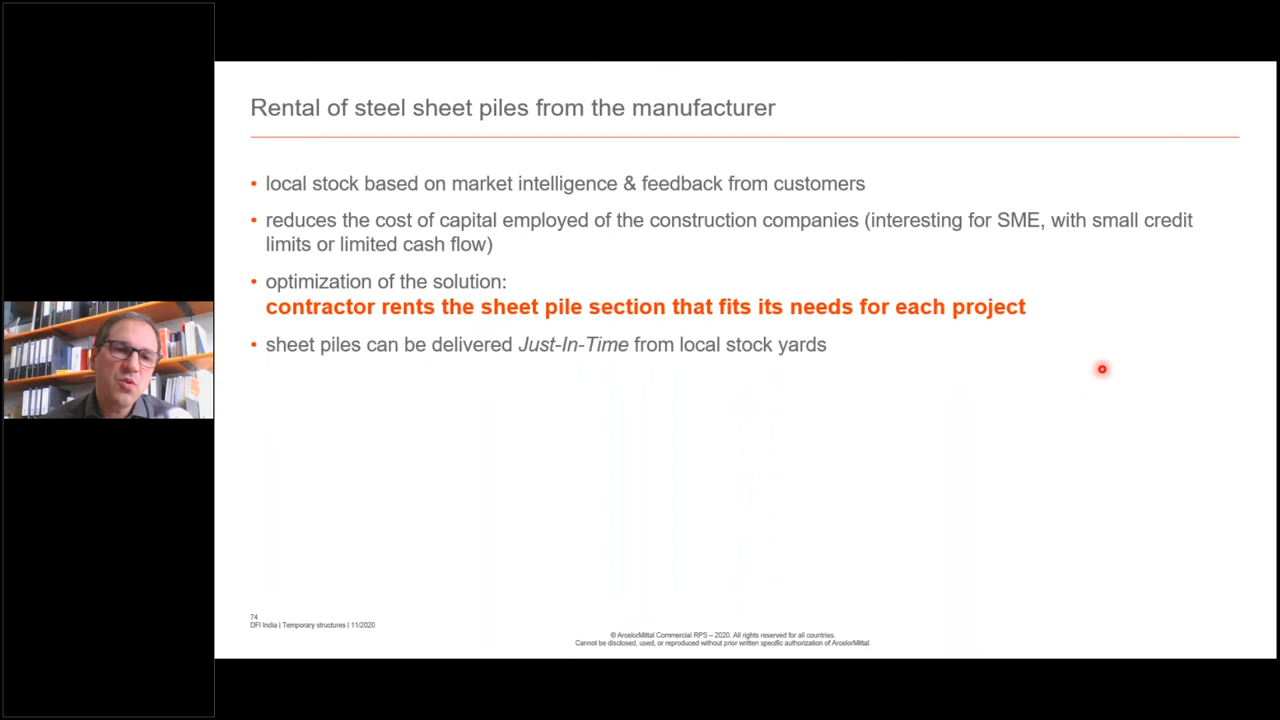 Rental of steel sheet piles from the manufacturer
• local stock based on market intelligence & feedback from customers
• reduces the cost of capital employed of the construction companies (interesting for SME, with small credit
limits or limited cash flow)
• optimization of the solution:
contractor rents the sheet pile section that fits its needs for each project
• sheet piles can be delivered Just-In-Time from local stock yards
74
DFI India | Temporary structures | 11/2020
© ArcelorMittal Commercial RPS – 2020. All rights reserved for all countries.
Cannot be disclosed, used, or reproduced without prior written specific authorization of ArcelorMittal.